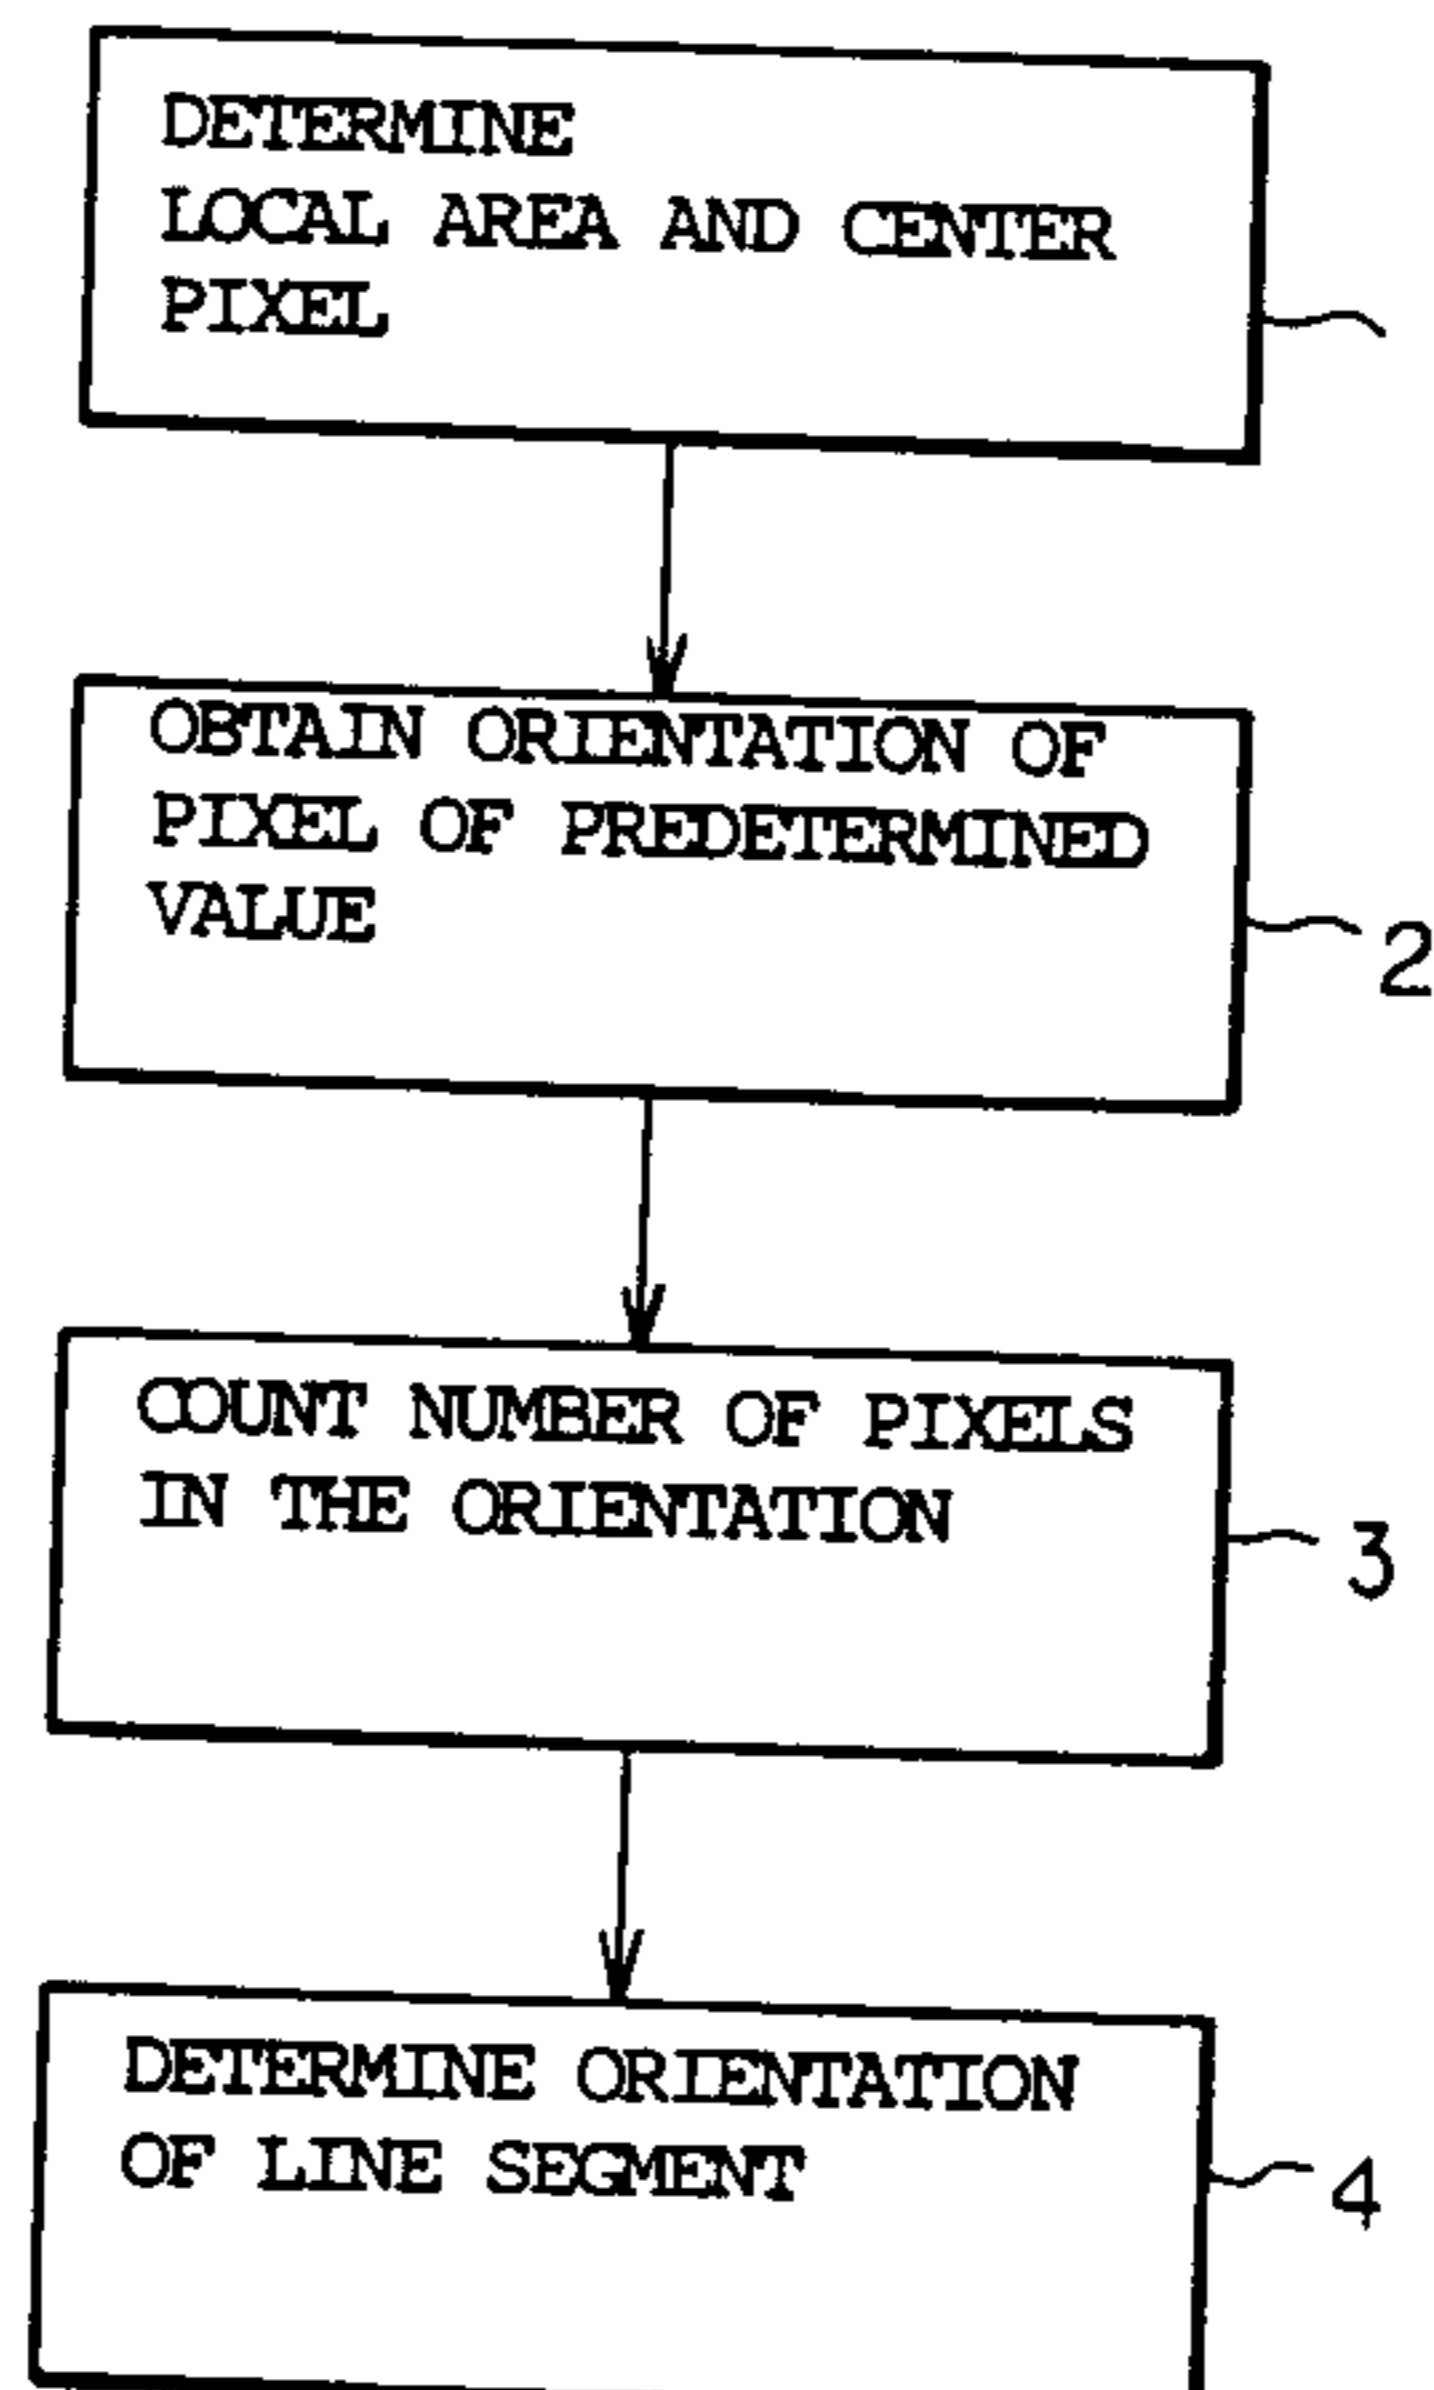 DETERMINE
LOCAL AREA AND CENTER
PIXEL
OBTAIN ORIENTATION OF
PIXEL OF PREDETERMINED
VALUE
2
COUNT NUMBER OF PIXELS
IN THE ORIENTATION
3
DETERMINE ORIENTATION
OF LINE SEGMENT
4